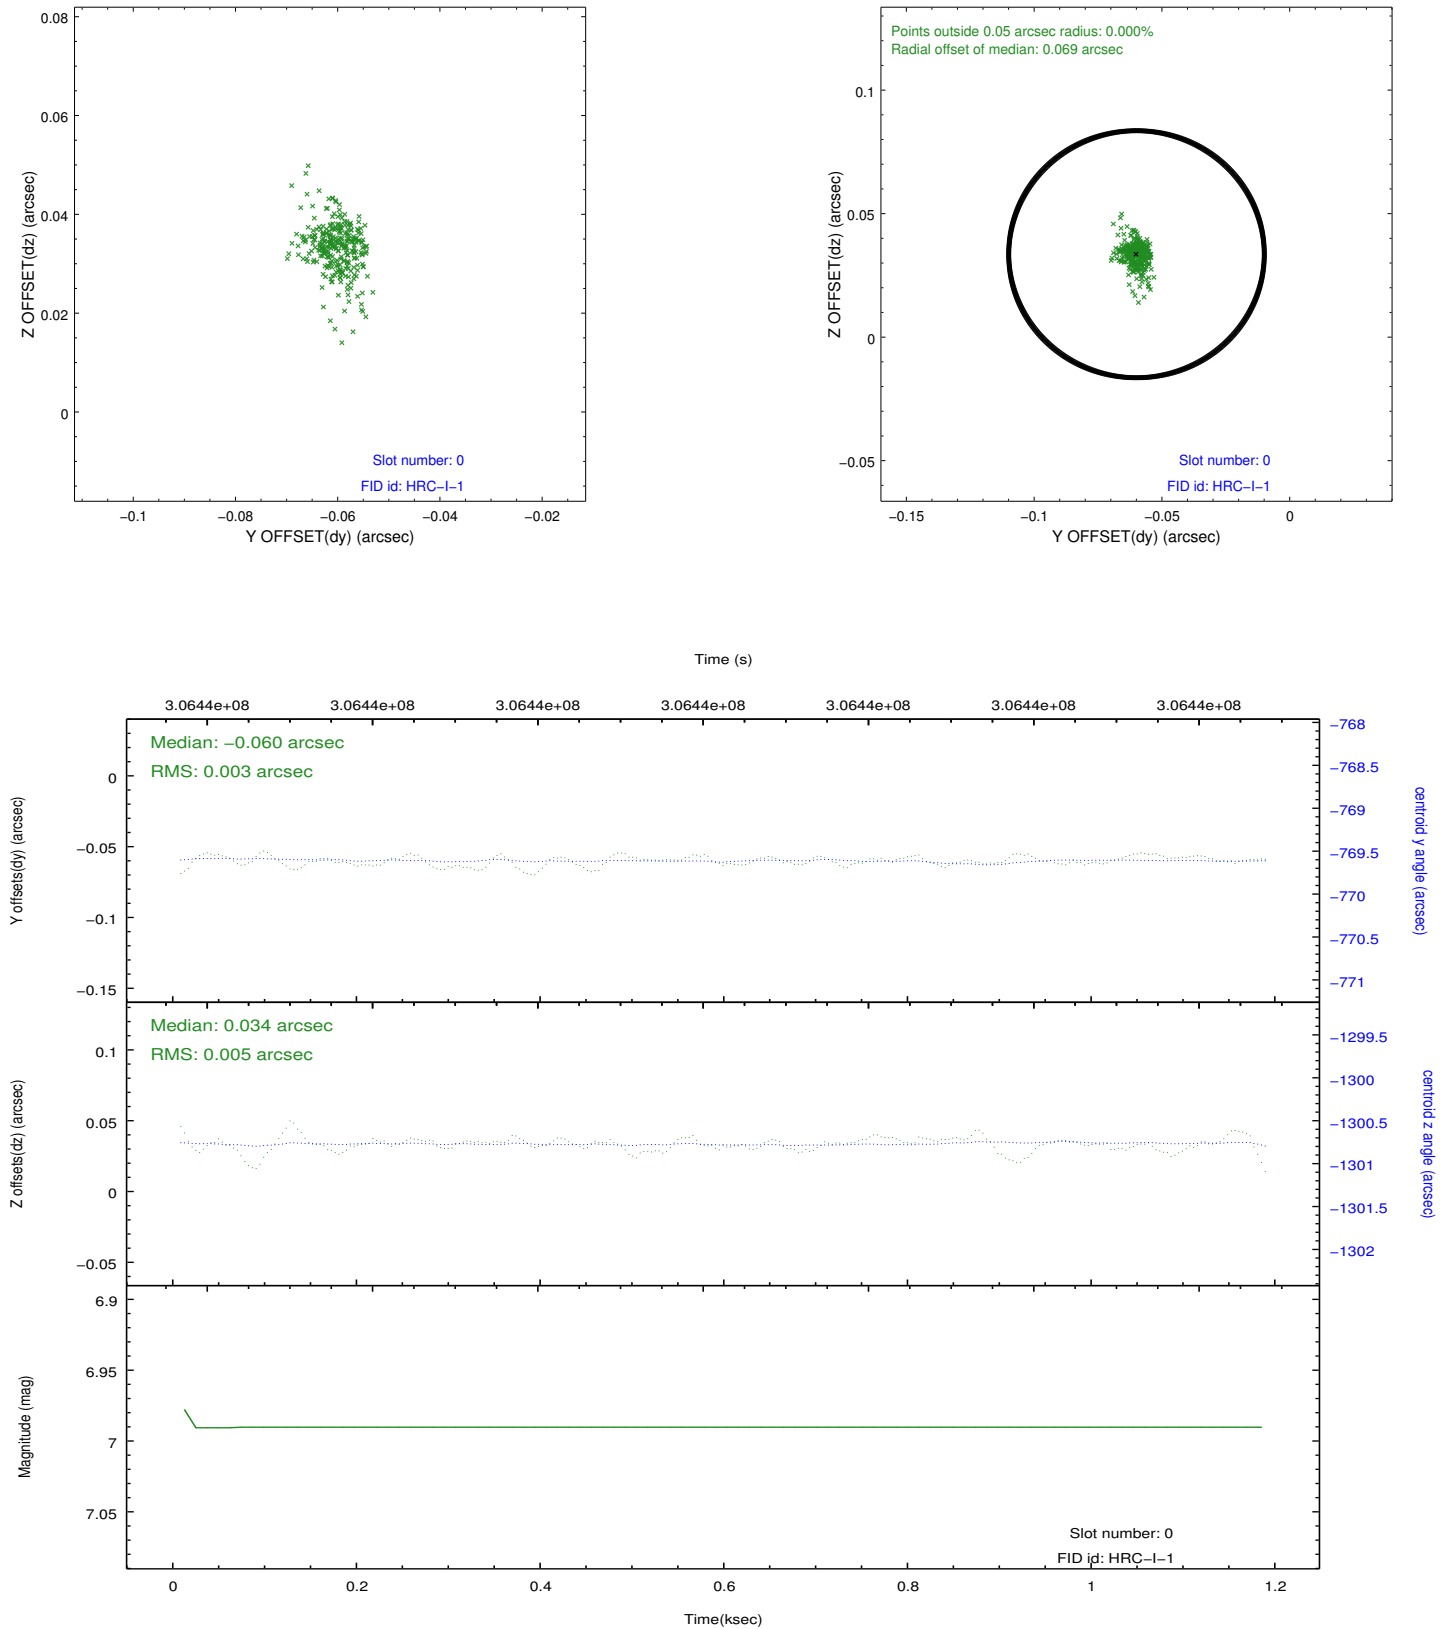 0.08
0.06
0.04
0.02
0
Z OFFSET(dz) (arcsec)
Slot number: 0
FID id: HRC−I−1
−0.1
−0.08
−0.06
−0.04
−0.02
Y OFFSET(dy) (arcsec)
Points outside 0.05 arcsec radius: 0.000%
Radial offset of median: 0.069 arcsec
0.1
0.05
0
−0.05
Z OFFSET(dz) (arcsec)
Slot number: 0
FID id: HRC−I−1
−0.15
−0.1
−0.05
0
Y OFFSET(dy) (arcsec)
Time (s)
3.0644e+08
3.0644e+08
3.0644e+08
3.0644e+08
3.0644e+08
3.0644e+08
3.0644e+08
Median: −0.060 arcsec
RMS: 0.003 arcsec
0
−0.05
−0.1
−0.15
Y offsets(dy) (arcsec)
−768
−768.5
−769
−769.5
−770
−770.5
−771
centroid y angle (arcsec)
Median: 0.034 arcsec
RMS: 0.005 arcsec
0.1
0.05
0
−0.05
Z offsets(dz) (arcsec)
−1299.5
−1300
−1300.5
−1301
−1301.5
−1302
centroid z angle (arcsec)
6.9
6.95
7
7.05
Magnitude (mag)
Slot number: 0
FID id: HRC−I−1
0
0.2
0.4
0.6
0.8
1
1.2
Time(ksec)